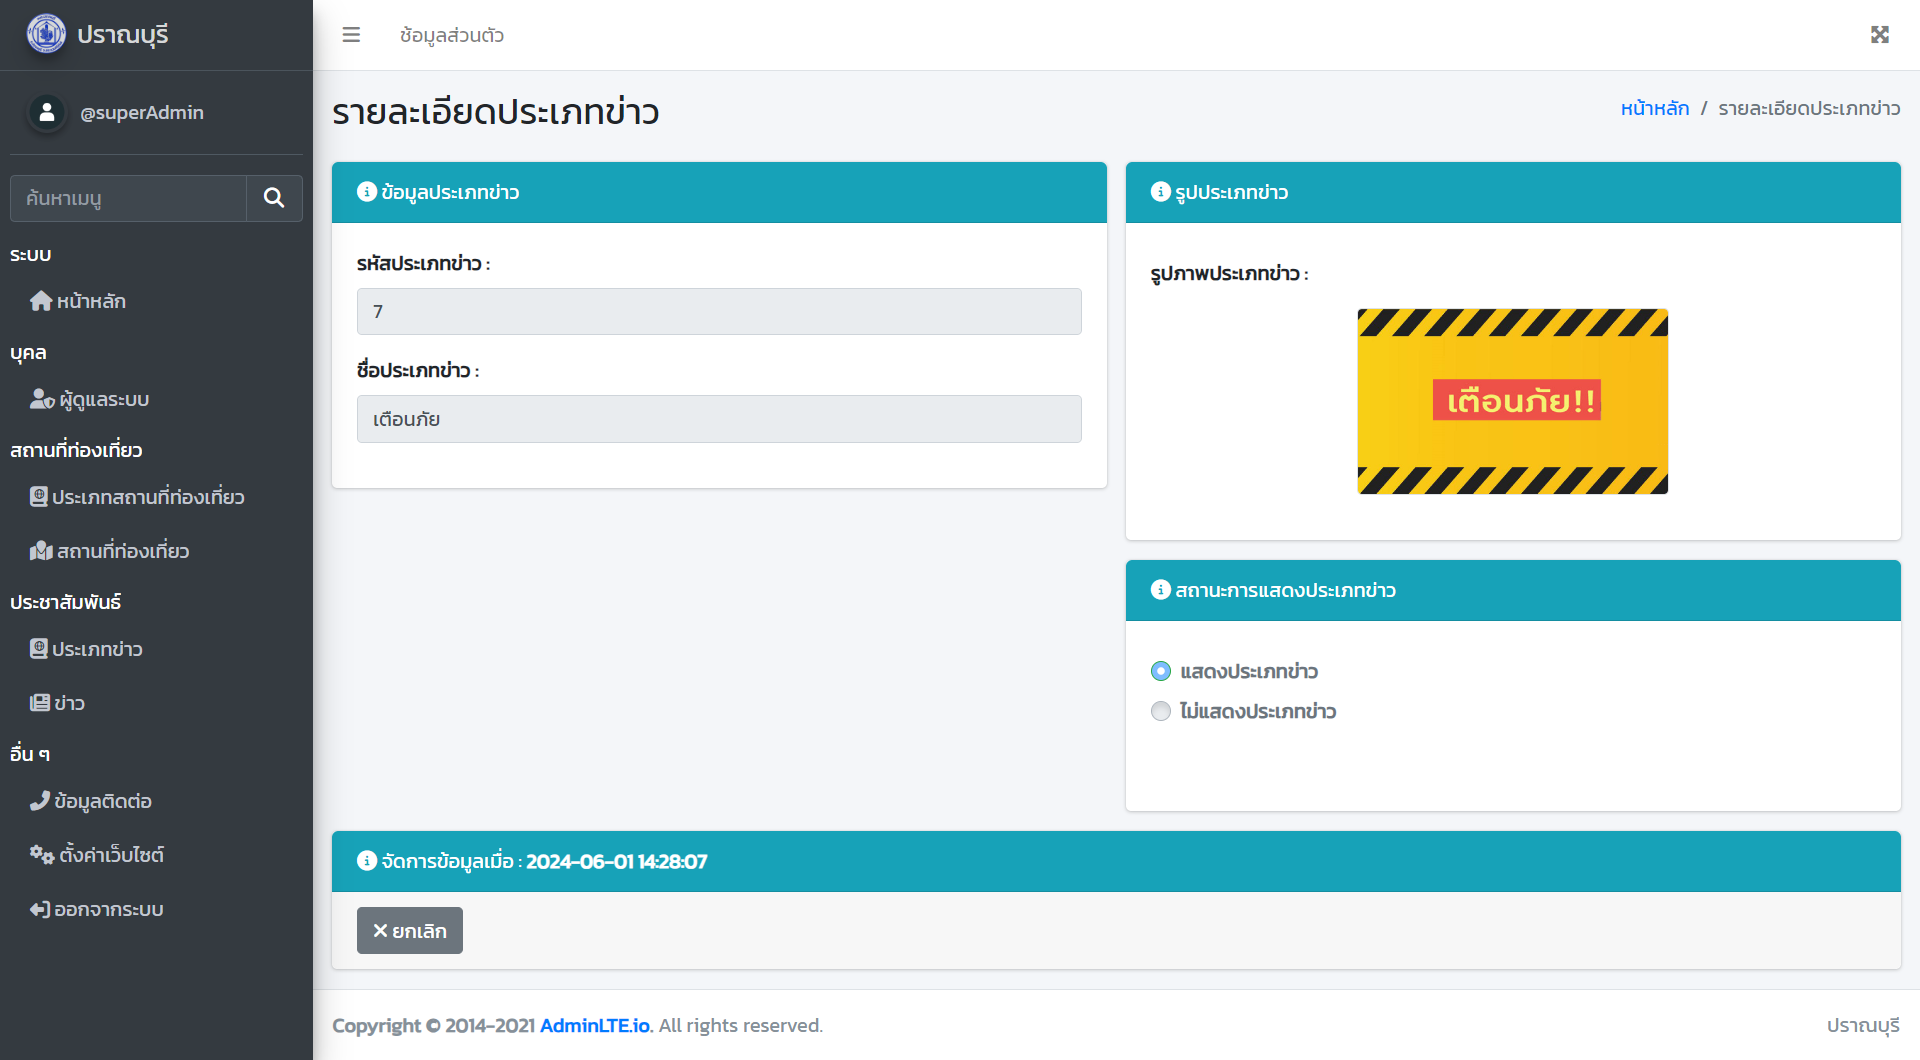 ปราณบุรี
@superAdmin
ค้นหาเมนู
ระบบ
หน้าหลัก
บุคล
ผู้ดูแลระบบ
สถานที่ท่องเที่ยว
ประเภทสถานที่ท่องเที่ยว
สถานที่ท่องเที่ยว
ประชาสัมพันธ์
ประเภทข่าว
ข่าว
อื่น ๆ
ข้อมูลติดต่อ
ตั้งค่าเว็บไซต์
ออกจากระบบ
ช้อมูลส่วนตัว
รายละเอียดประเภทข่าว
หน้าหลัก / รายละเอียดประเภทข่าว
ข้อมูลประเภทข่าว
รหัสประเภทข่าว :
7
ชื่อประเภทข่าว :
เตือนภัย
รูปประเภทข่าว
รูปภาพประเภทข่าว :
เตือนภัย!!
สถานะการแสดงประเภทข่าว
แสดงประเภทข่าว
ไม่แสดงประเภทข่าว
จัดการข้อมูลเมื่อ : 2024-06-01 14:28:07
ยกเลิก
Copyright © 2014-2021 AdminLTE.io. All rights reserved.
ปราณบุรี